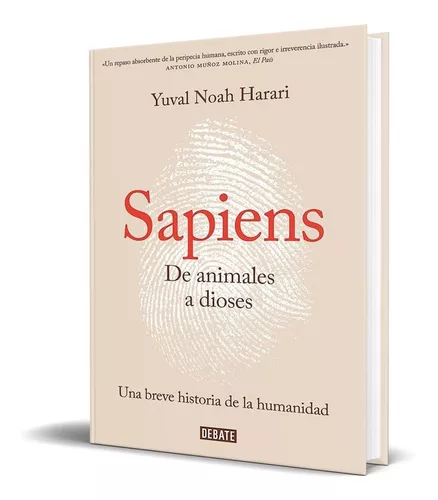 «Un repaso absorbente de la peripecia humana, escrito con rigor e irreverencia ilustrada.»
ANTONIO MUÑOZ MOLINA, El País
Yuval Noah Harari
Sapiens
De animales
a dioses
Una breve historia de la humanidad
DEBATE